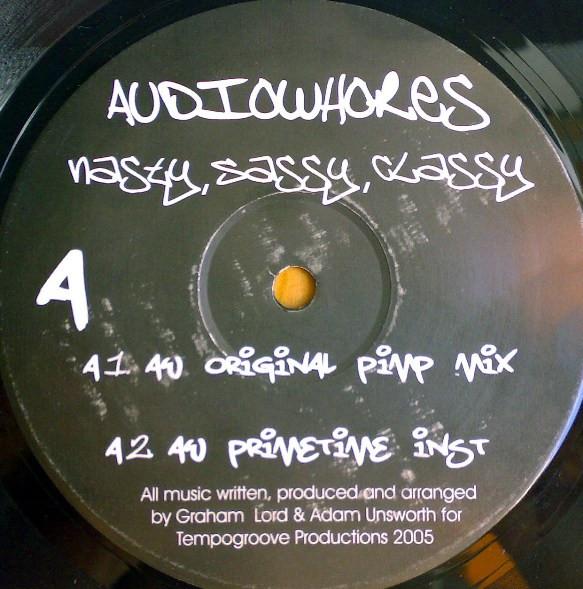 AUDIOWHORES
nasty, sassy, classy
A
A1 AW ORIGINAL PIMP MIX
A2 AW PRIMETIME INST
All music written, produced and arranged
by Graham Lord & Adam Unsworth for
Tempogroove Productions 2005